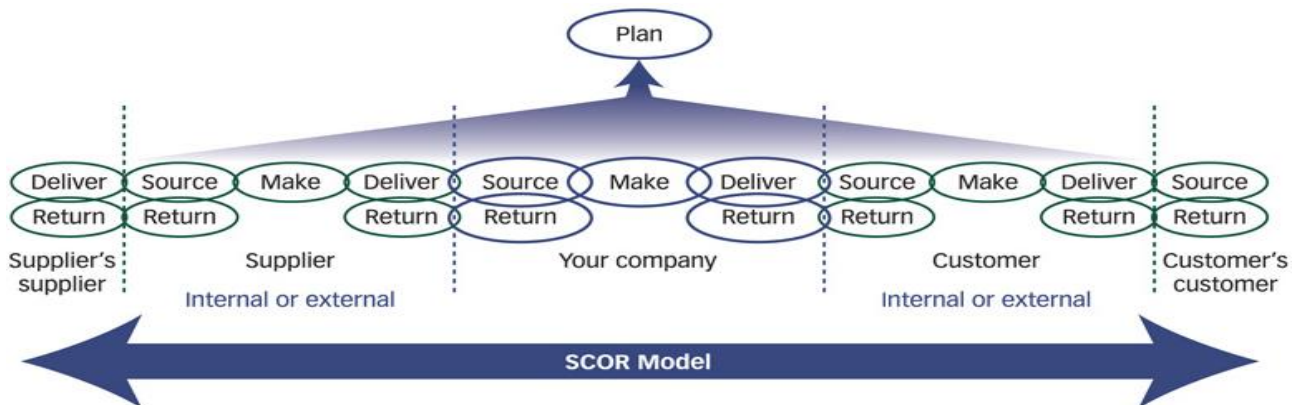 Plan
Deliver Source Make Deliver Source Make Deliver Source Make Deliver Source
Return Return Return Return Return Return Return Return
Supplier's supplier Supplier Your company Customer Customer's customer
Internal or external Internal or external
SCOR Model